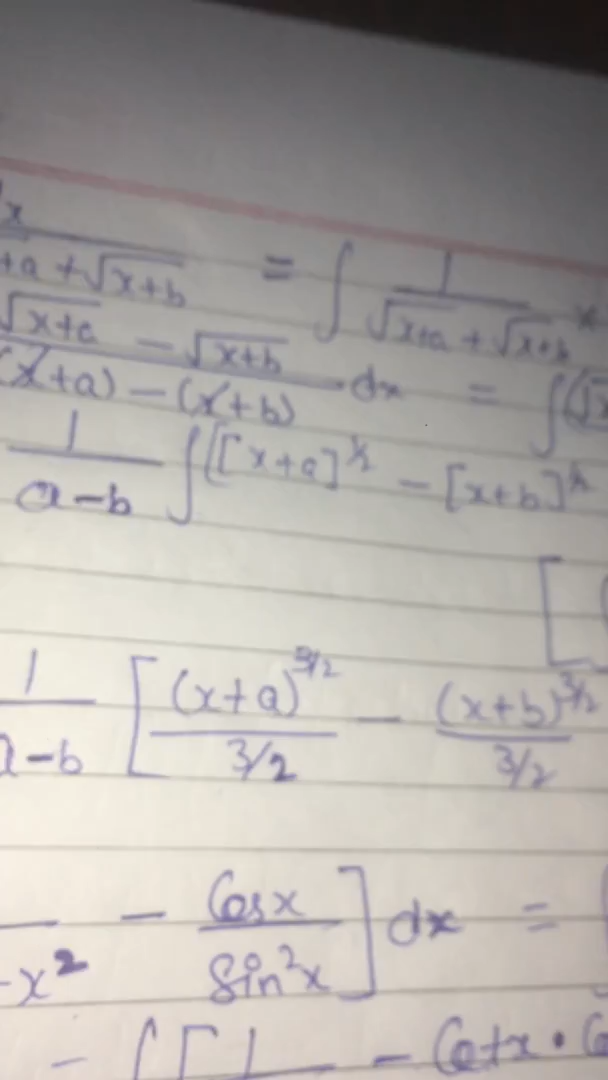 x
+a + √x+b = ∫ 1 / √x+a + √x+b ×
√x+a − √x+b / (x+a) − (x+b) dx = ∫(√x
1 / a−b ∫([x+a]^½ − [x+b]^½
[
1 / a−b [ (x+a)^3/2 / 3/2 − (x+b)^3/2 / 3/2
-x² − Cosx / Sin²x ] dx =
− ∫[ 1 − Cotx · Co